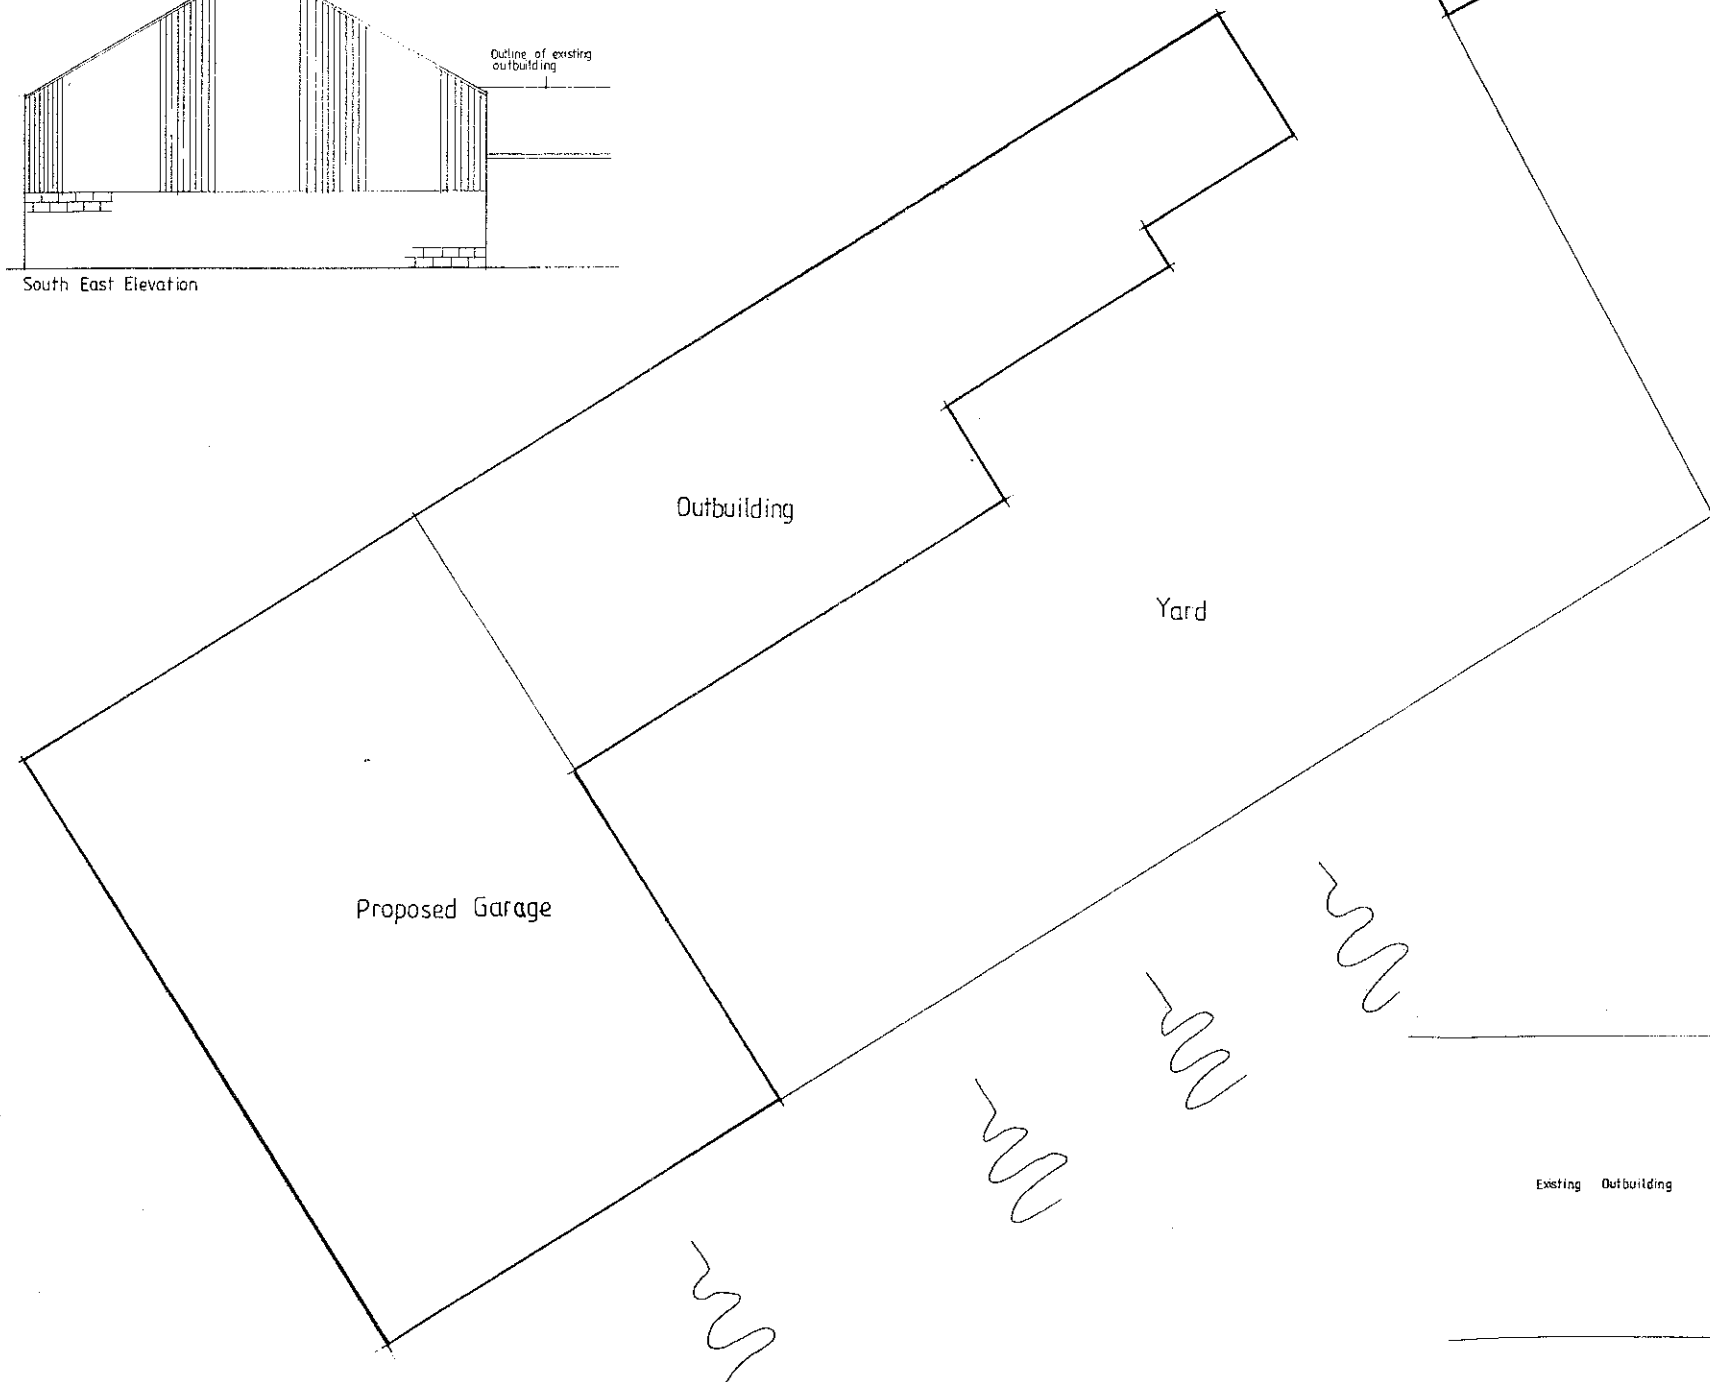 Outline of existing
outbuilding
South East Elevation
Outbuilding
Yard
Proposed Garage
Existing Outbuilding